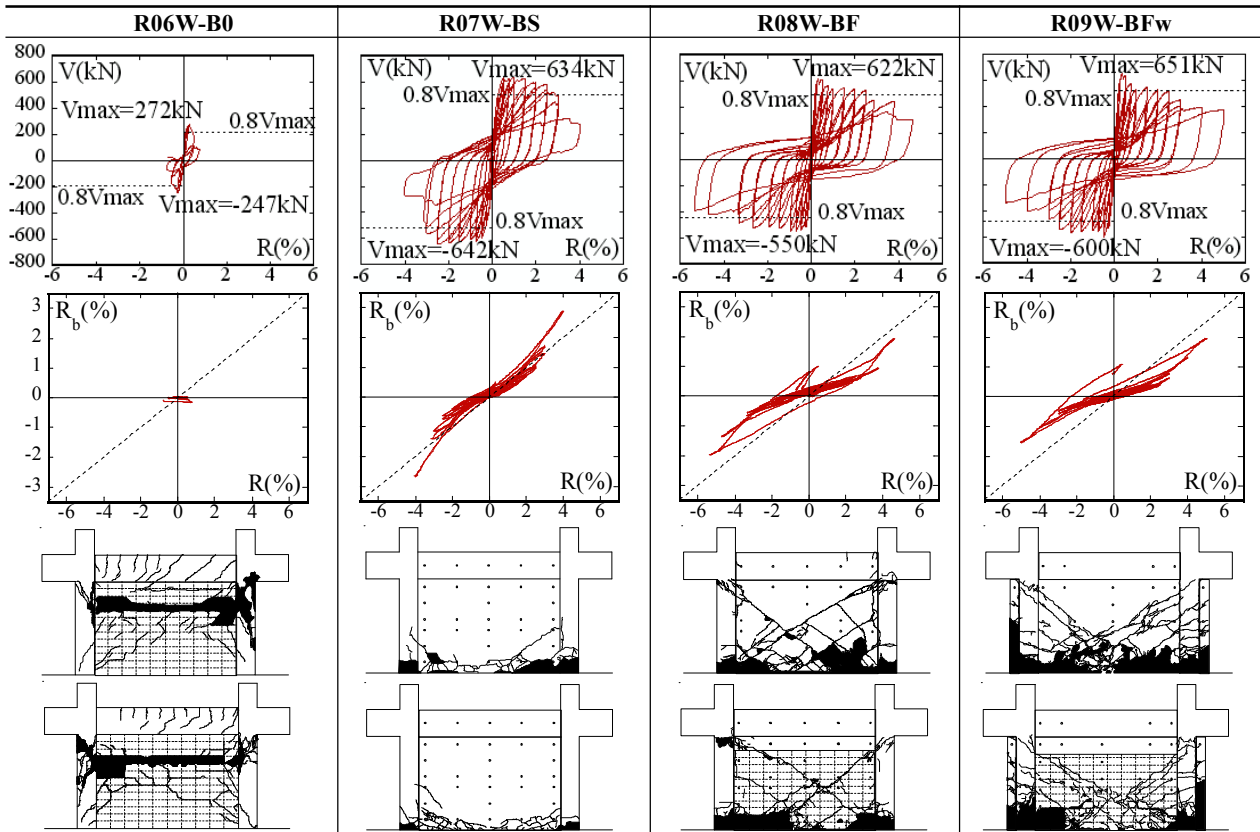 R06W-B0 R07W-BS R08W-BF R09W-BFw
800
600
400
200
0
-200
-400
-600
-800
V(kN)
Vmax=272kN
0.8Vmax
0.8Vmax
Vmax=-247kN
R(%)
-6 -4 -2 0 2 4 6
V(kN) Vmax=634kN
0.8Vmax
0.8Vmax
Vmax=-642kN R(%)
-6 -4 -2 0 2 4 6
V(kN) Vmax=622kN
0.8Vmax
0.8Vmax
Vmax=-550kN R(%)
-6 -4 -2 0 2 4 6
V(kN) Vmax=651kN
0.8Vmax
0.8Vmax
Vmax=-600kN R(%)
-6 -4 -2 0 2 4 6
3
2
1
0
-1
-2
-3
Rb(%)
R(%)
-6 -4 -2 0 2 4 6
Rb(%)
R(%)
-6 -4 -2 0 2 4 6
Rb(%)
R(%)
-6 -4 -2 0 2 4 6
Rb(%)
R(%)
-6 -4 -2 0 2 4 6